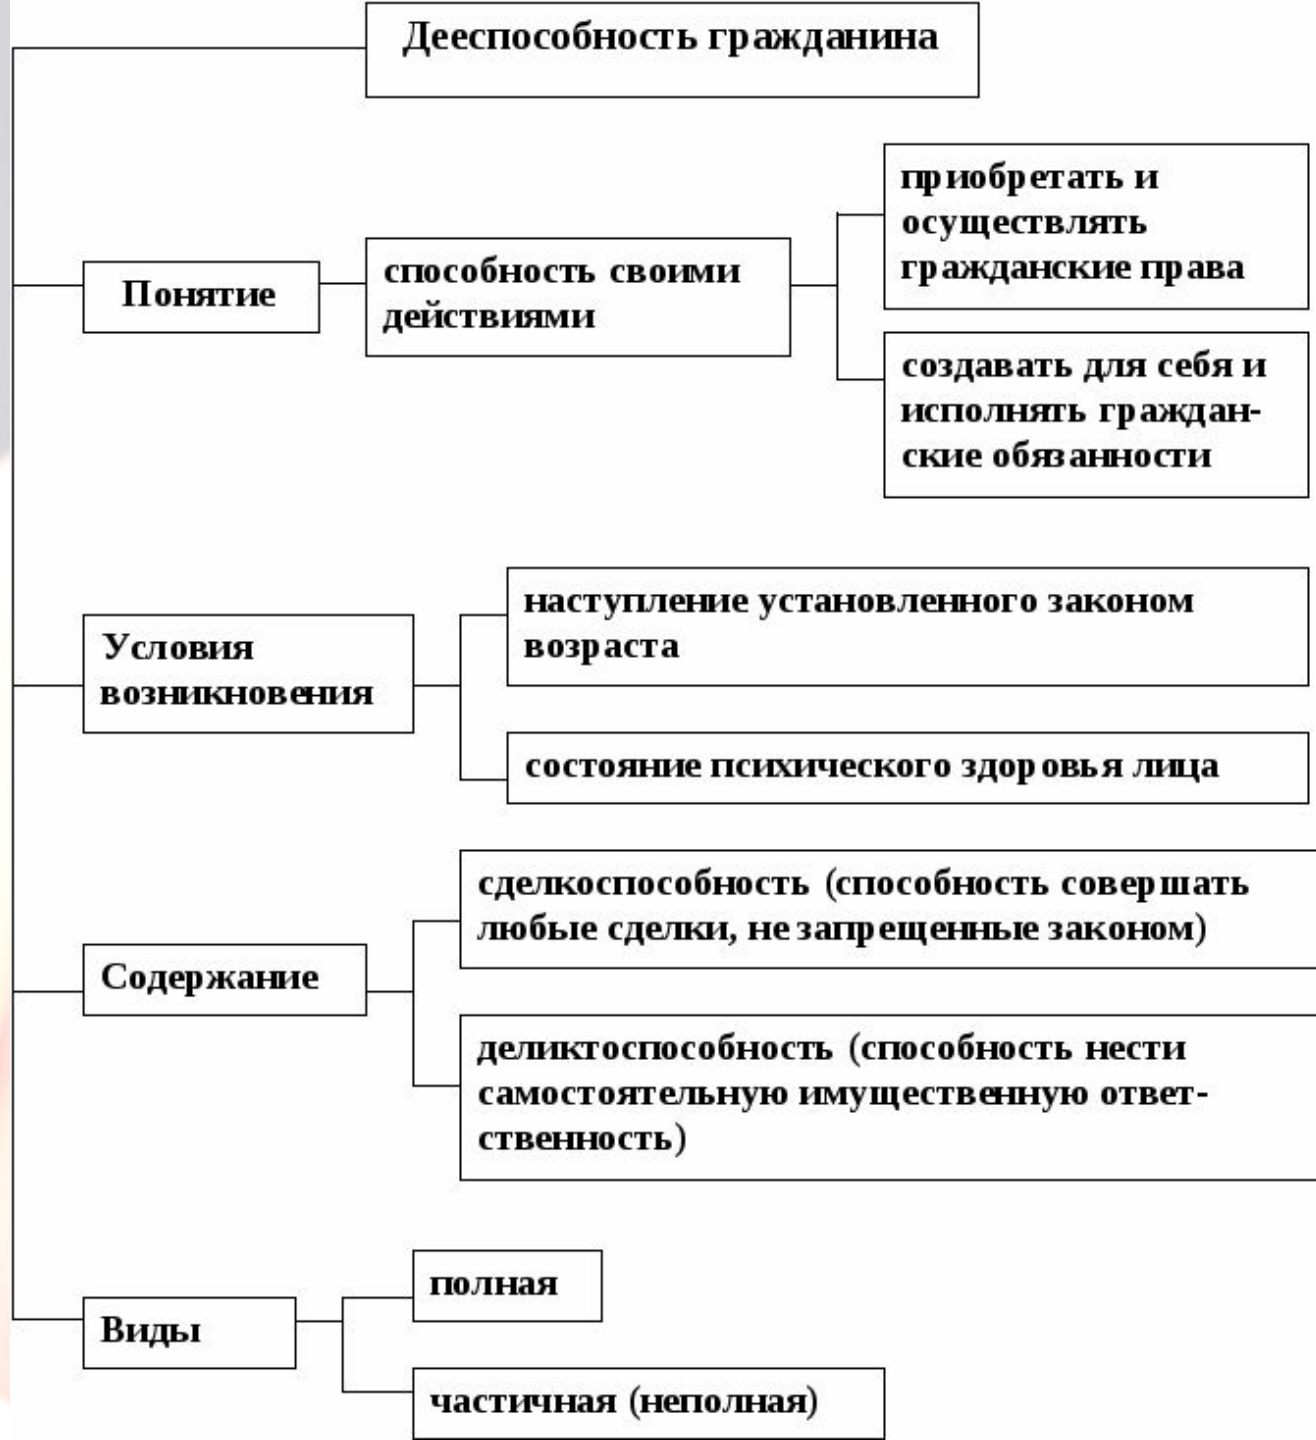 Дееспособность гражданина
Понятие
способность своими
действиями
приобретать и
осуществлять
гражданские права
создавать для себя и
исполнять граждан-
ские обязанности
Условия
возникновения
наступление установленного законом
возраста
состояние психического здоровья лица
Содержание
сделкоспособность (способность совершать
любые сделки, не запрещенные законом)
деликтоспособность (способность нести
самостоятельную имущественную ответ-
ственность)
Виды
полная
частичная (неполная)